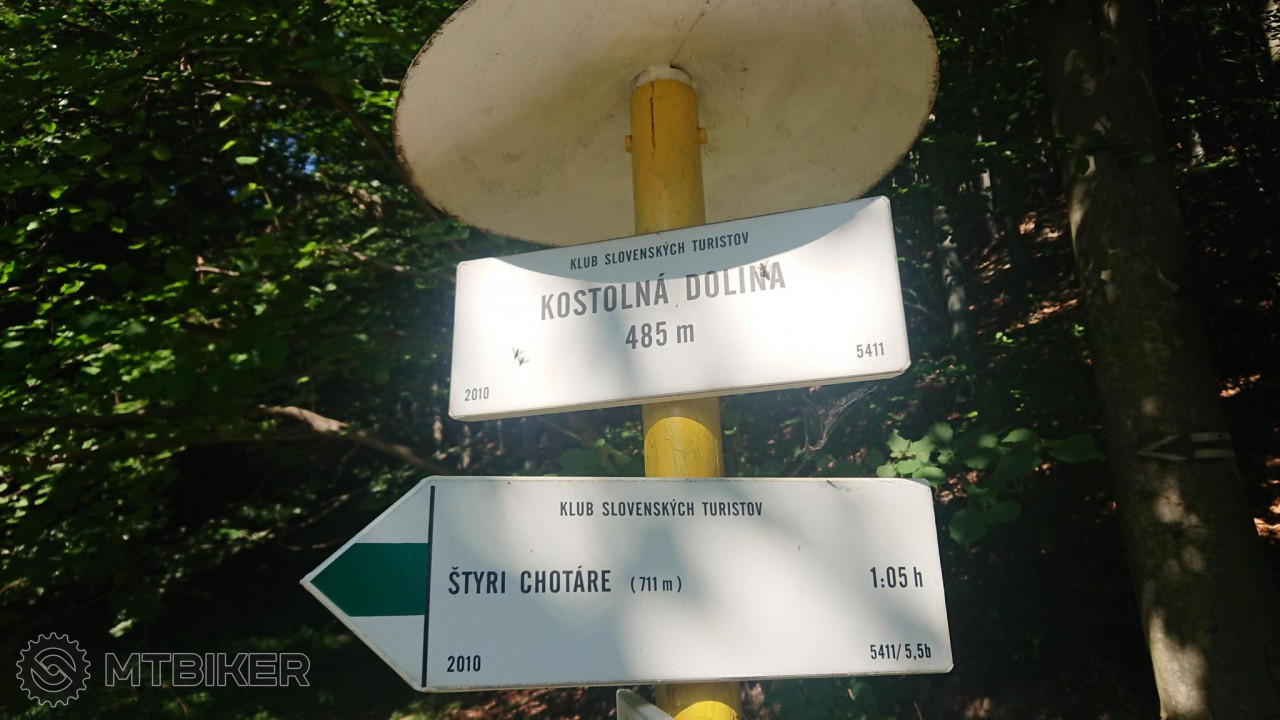 KLUB SLOVENSKÝCH TURISTOV
KOSTOLNÁ DOLINA
485 m
2010
5411
KLUB SLOVENSKÝCH TURISTOV
ŠTYRI CHOTÁRE (711 m) 1:05 h
2010
5411/5,5b
MTBIKER